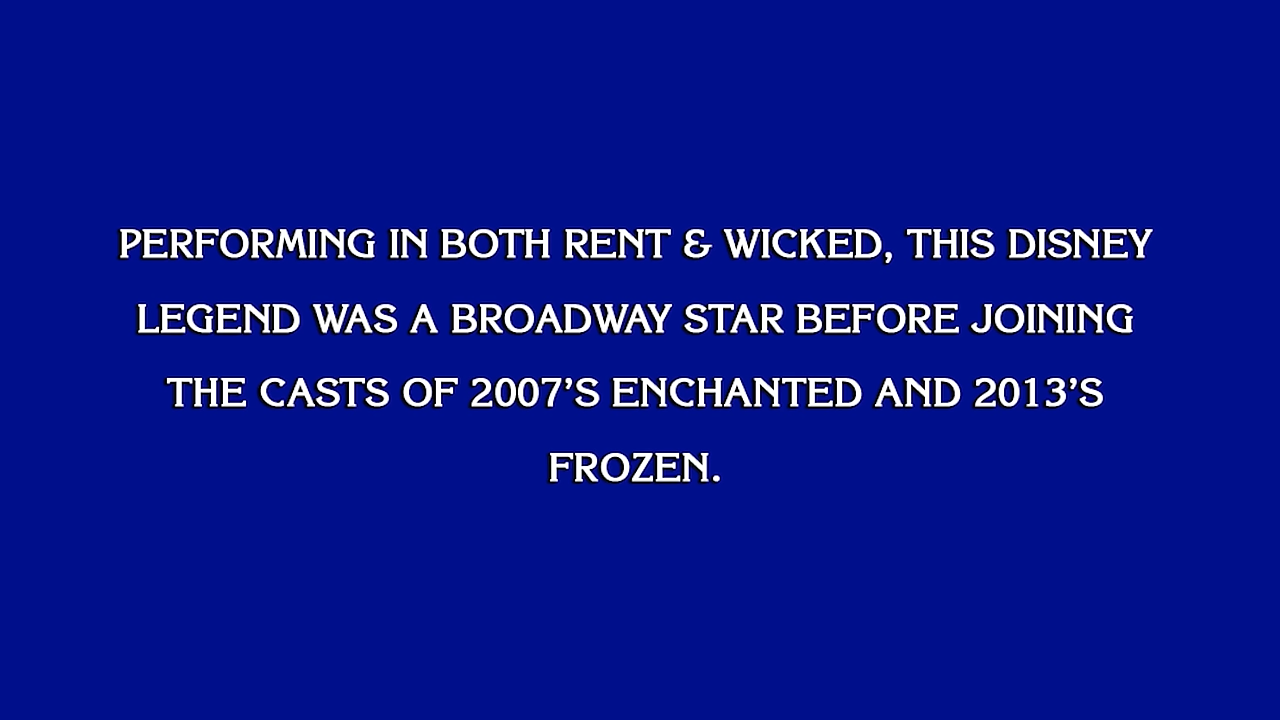 PERFORMING IN BOTH RENT & WICKED, THIS DISNEY
LEGEND WAS A BROADWAY STAR BEFORE JOINING
THE CASTS OF 2007’S ENCHANTED AND 2013’S
FROZEN.